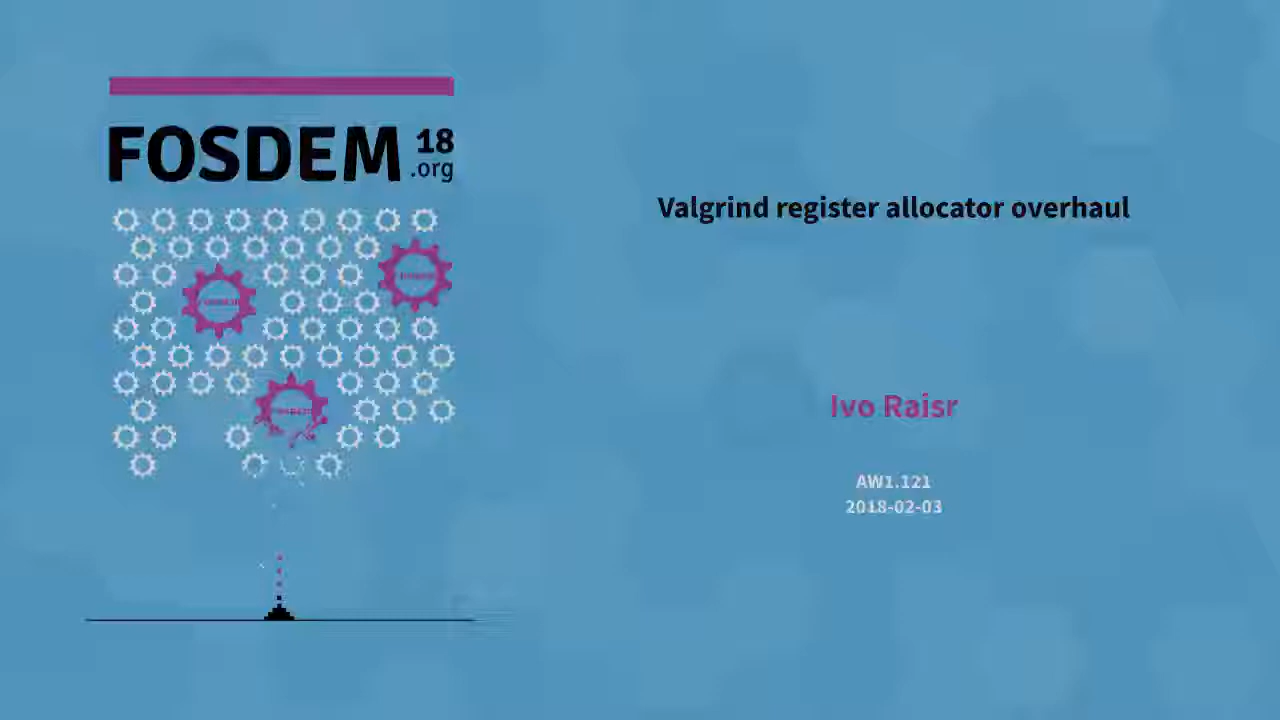 FOSDEM 18
.org
Valgrind register allocator overhaul
Ivo Raisr
AW1.121
2018-02-03